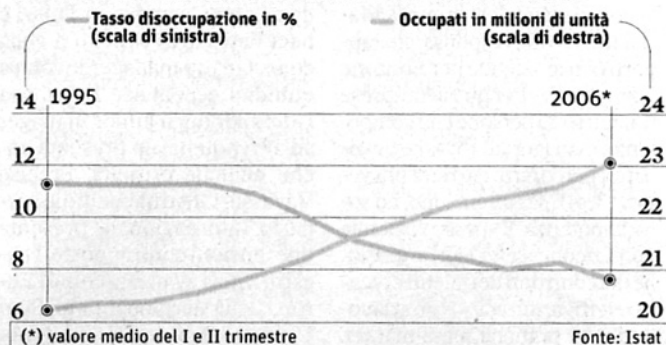 Tasso disoccupazione in %
(scala di sinistra)
Occupati in milioni di unità
(scala di destra)
14 1995 2006* 24
12 23
10 22
8 21
6 20
(*) valore medio del I e II trimestre Fonte: Istat